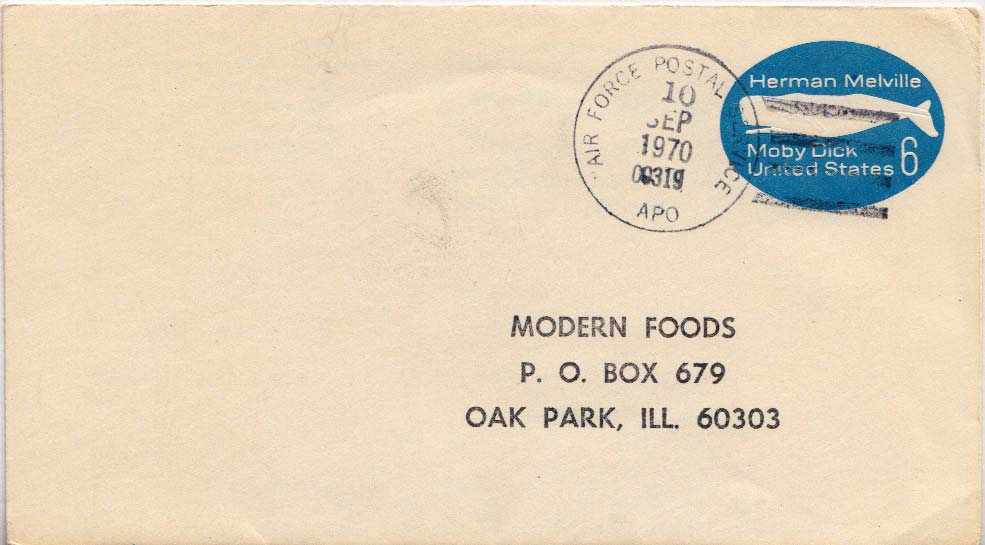 AIR FORCE POSTAL SERVICE
10
SEP
1970
APO
Herman Melville
Moby Dick
United States 6
MODERN FOODS
P. O. BOX 679
OAK PARK, ILL. 60303